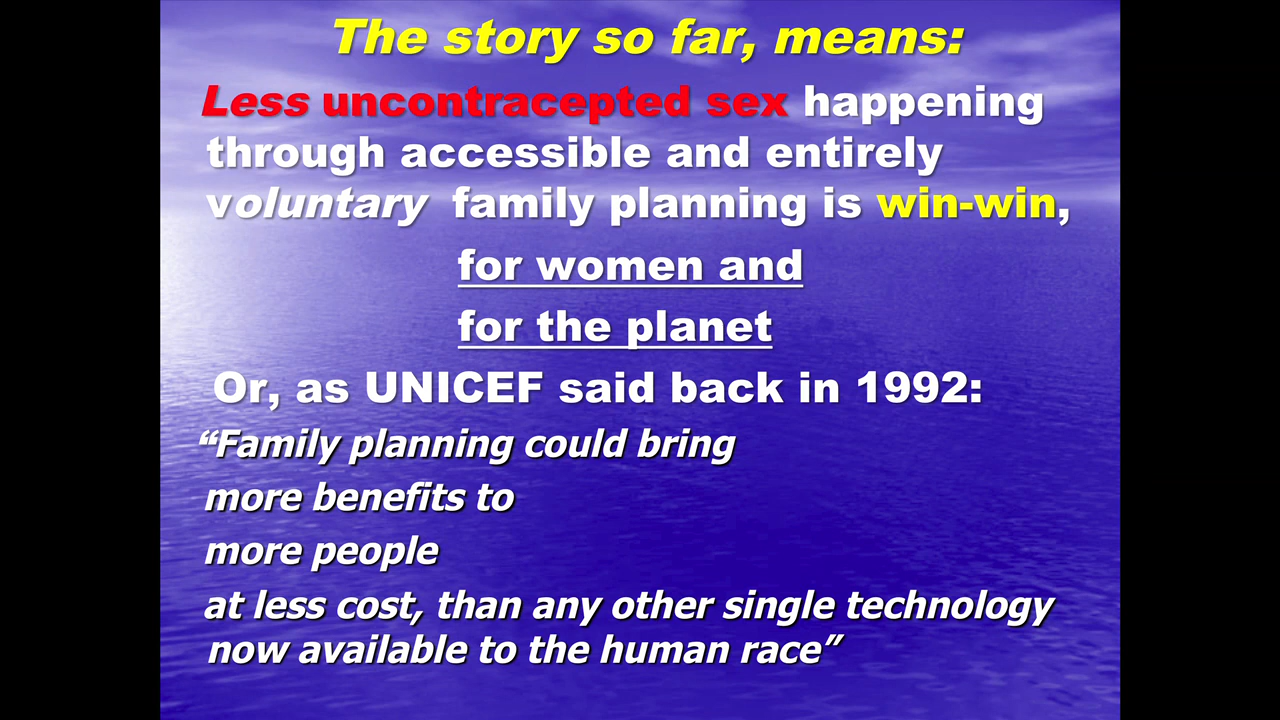 The story so far, means:
Less uncontracepted sex happening
through accessible and entirely
voluntary family planning is win-win,
for women and
for the planet
Or, as UNICEF said back in 1992:
“Family planning could bring
more benefits to
more people
at less cost, than any other single technology
now available to the human race”